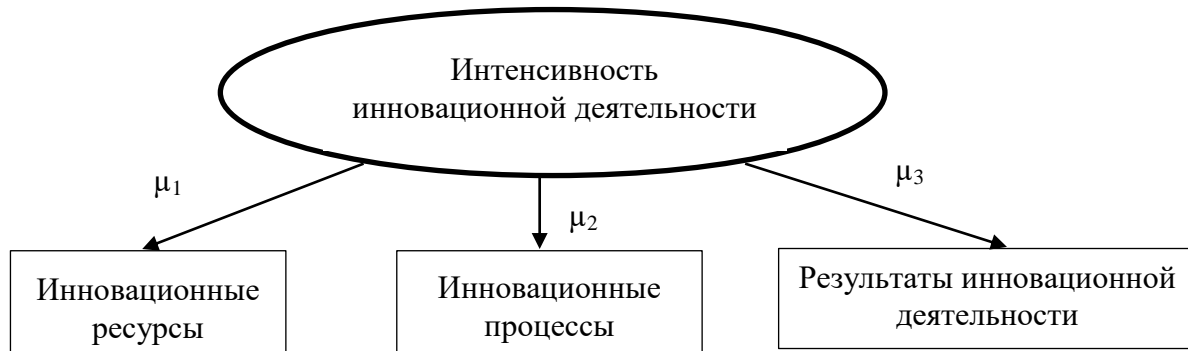 Интенсивность
инновационной деятельности
μ1
μ2
μ3
Инновационные
ресурсы
Инновационные
процессы
Результаты инновационной
деятельности